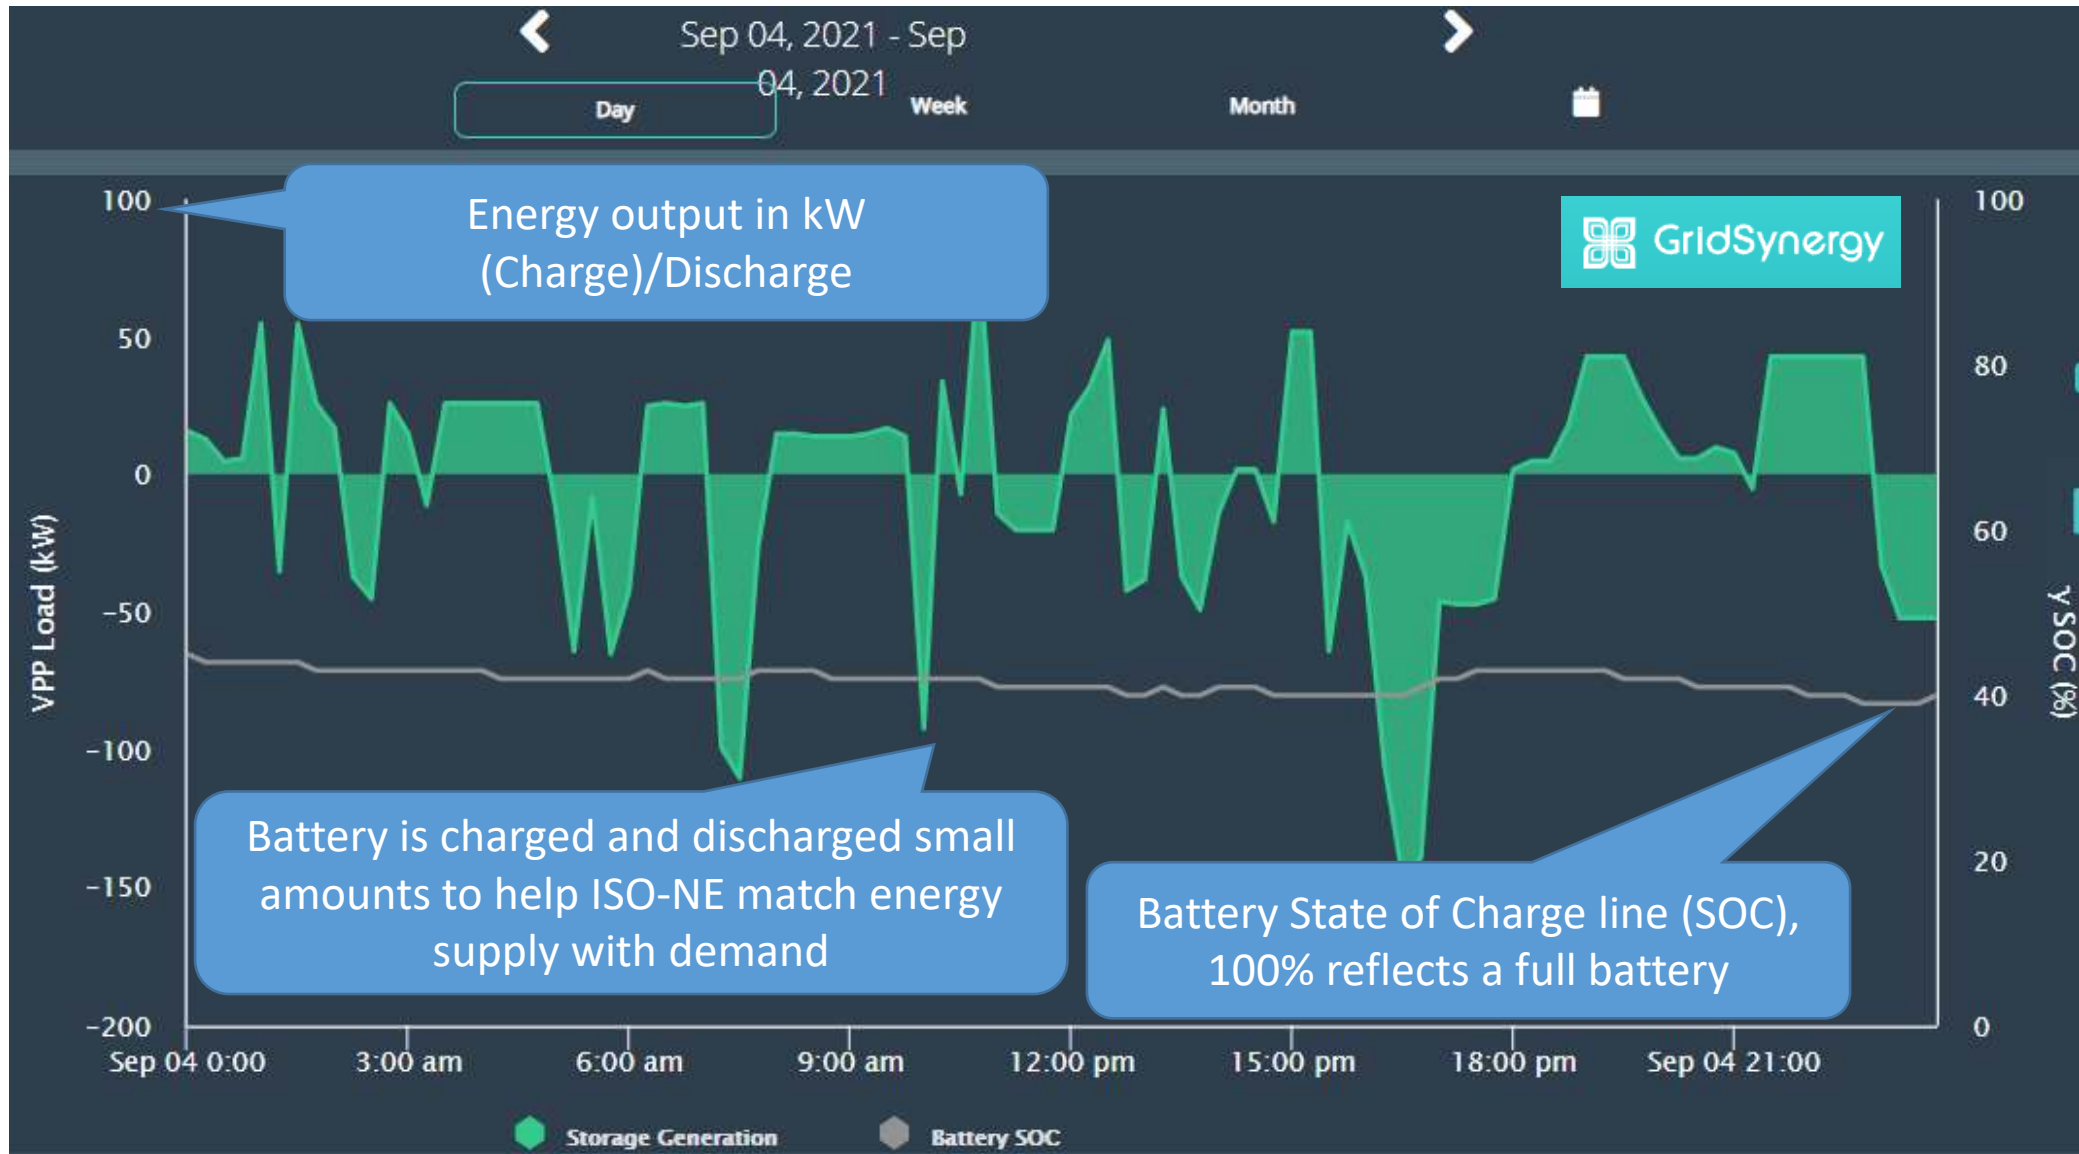 Sep 04, 2021 - Sep
04, 2021
Day
Week
Month
Energy output in kW
(Charge)/Discharge
GridSynergy
100
50
0
−50
−100
−150
−200
VPP Load (kW)
100
80
60
40
20
0
y SOC (%)
Battery is charged and discharged small
amounts to help ISO-NE match energy
supply with demand
Battery State of Charge line (SOC),
100% reflects a full battery
Sep 04 0:00
3:00 am
6:00 am
9:00 am
12:00 pm
15:00 pm
18:00 pm
Sep 04 21:00
Storage Generation
Battery SOC